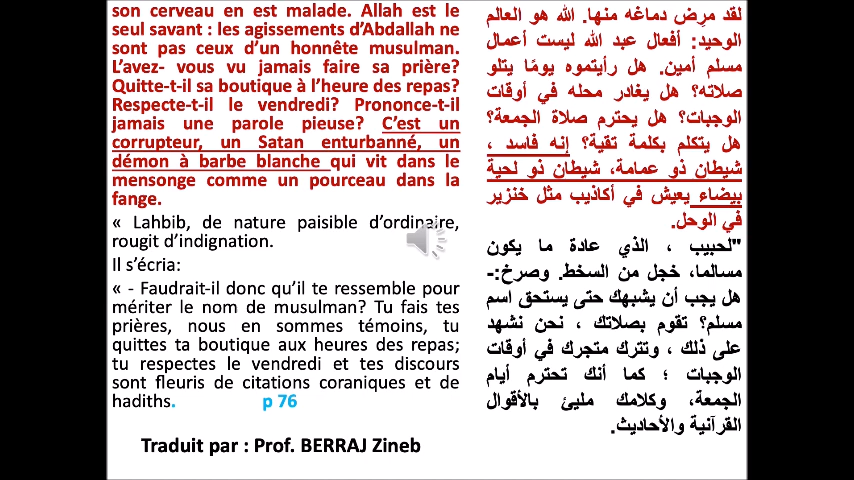 son cerveau en est malade. Allah est le
seul savant : les agissements d’Abdallah ne
sont pas ceux d’un honnête musulman.
L’avez- vous vu jamais faire sa prière?
Quitte-t-il sa boutique à l’heure des repas?
Respecte-t-il le vendredi? Prononce-t-il
jamais une parole pieuse? C’est un
corrupteur, un Satan enturbanné, un
démon à barbe blanche qui vit dans le
mensonge comme un pourceau dans la
fange.
« Lahbib, de nature paisible d’ordinaire,
rougit d’indignation.
Il s’écria:
« - Faudrait-il donc qu’il te ressemble pour
mériter le nom de musulman? Tu fais tes
prières, nous en sommes témoins, tu
quittes ta boutique aux heures des repas;
tu respectes le vendredi et tes discours
sont fleuris de citations coraniques et de
hadiths. p 76
لقد مرِض دماغه منها. الله هو العالم
الوحيد: أفعال عبد الله ليست أعمال
مسلم أمين. هل رأيتموه يومًا يتلو
صلاته؟ هل يغادر محله في أوقات
الوجبات؟ هل يحترم صلاة الجمعة؟
هل يتكلم بكلمة تقية؟ إنه فاسد ،
شيطان ذو عمامة، شيطان ذو لحية
بيضاء يعيش في أكاذيب مثل خنزير
في الوحل.
"لحبيب ، الذي عادة ما يكون
مسالما، خجل من السخط. وصرخ:-
هل يجب أن يشبهك حتى يستحق اسم
مسلم؟ تقوم بصلاتك ، نحن نشهد
على ذلك ، وتترك متجرك في أوقات
الوجبات ؛ كما أنك تحترم أيام
الجمعة، وكلامك مليئ بالأقوال
القرآنية والأحاديث.
Traduit par : Prof. BERRAJ Zineb